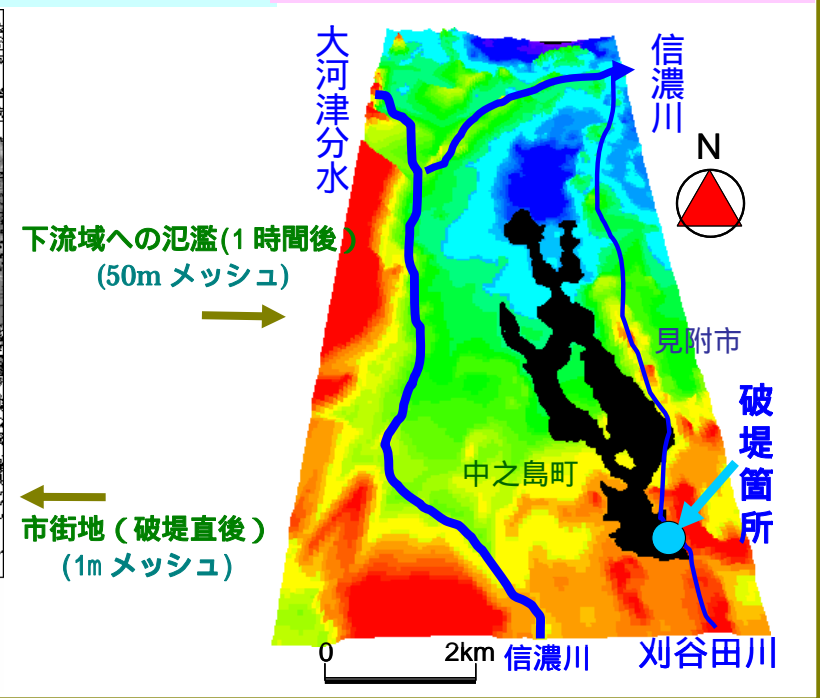 大河津分水
信濃川
N
下流域への氾濫(1時間後)
(50m メッシュ)
見附市
破堤箇所
中之島町
市街地(破堤直後)
(1m メッシュ)
0 2km
信濃川
刈谷田川